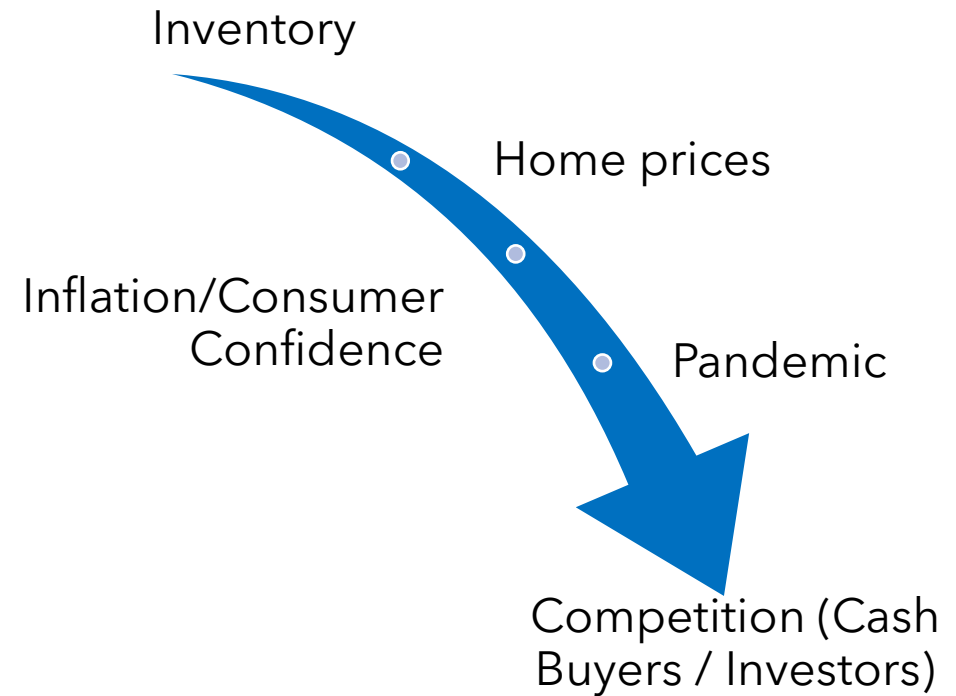 Inventory
Home prices
Inflation/Consumer
Confidence
Pandemic
Competition (Cash
Buyers / Investors)